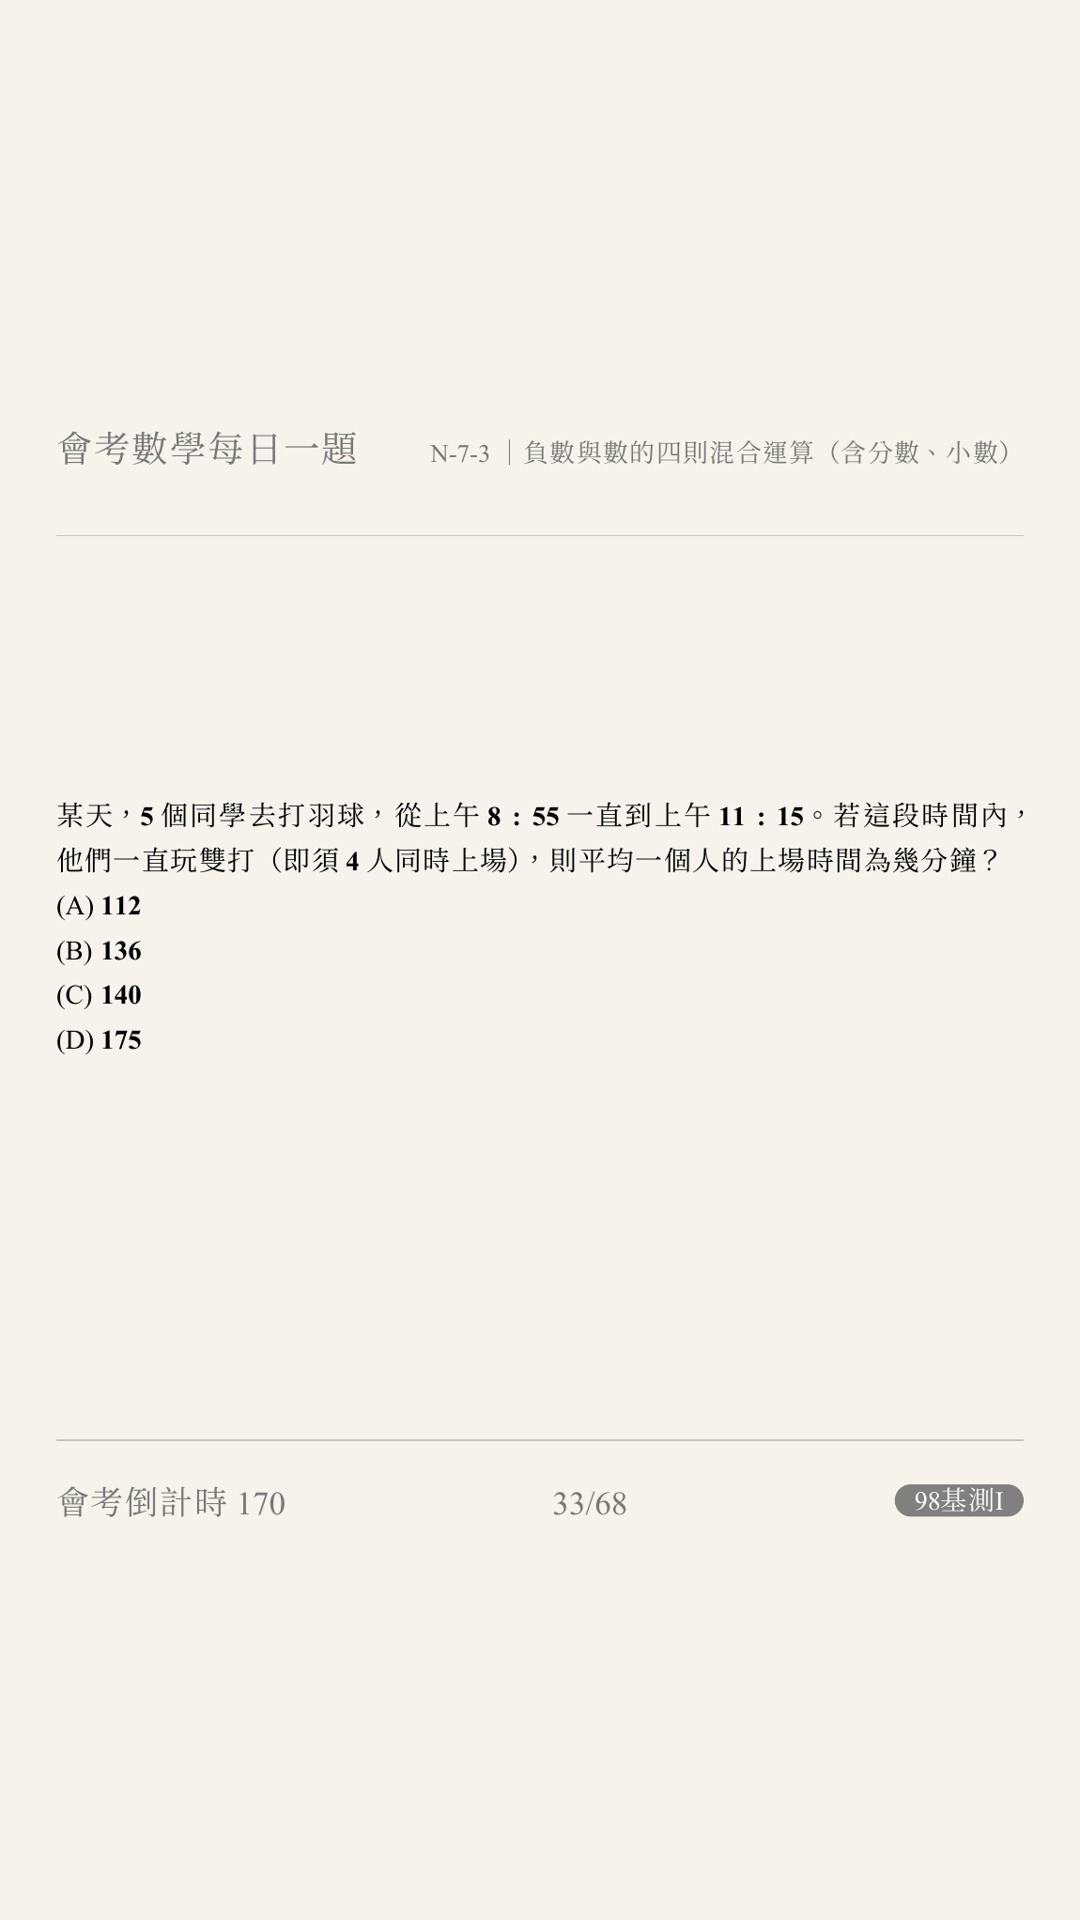 會考數學每日一題
N-7-3｜負數與數的四則混合運算（含分數、小數）
某天，5 個同學去打羽球，從上午 8：55 一直到上午 11：15。若這段時間內，
他們一直玩雙打（即須 4 人同時上場），則平均一個人的上場時間為幾分鐘？
(A) 112
(B) 136
(C) 140
(D) 175
會考倒計時 170
33/68
98基測I